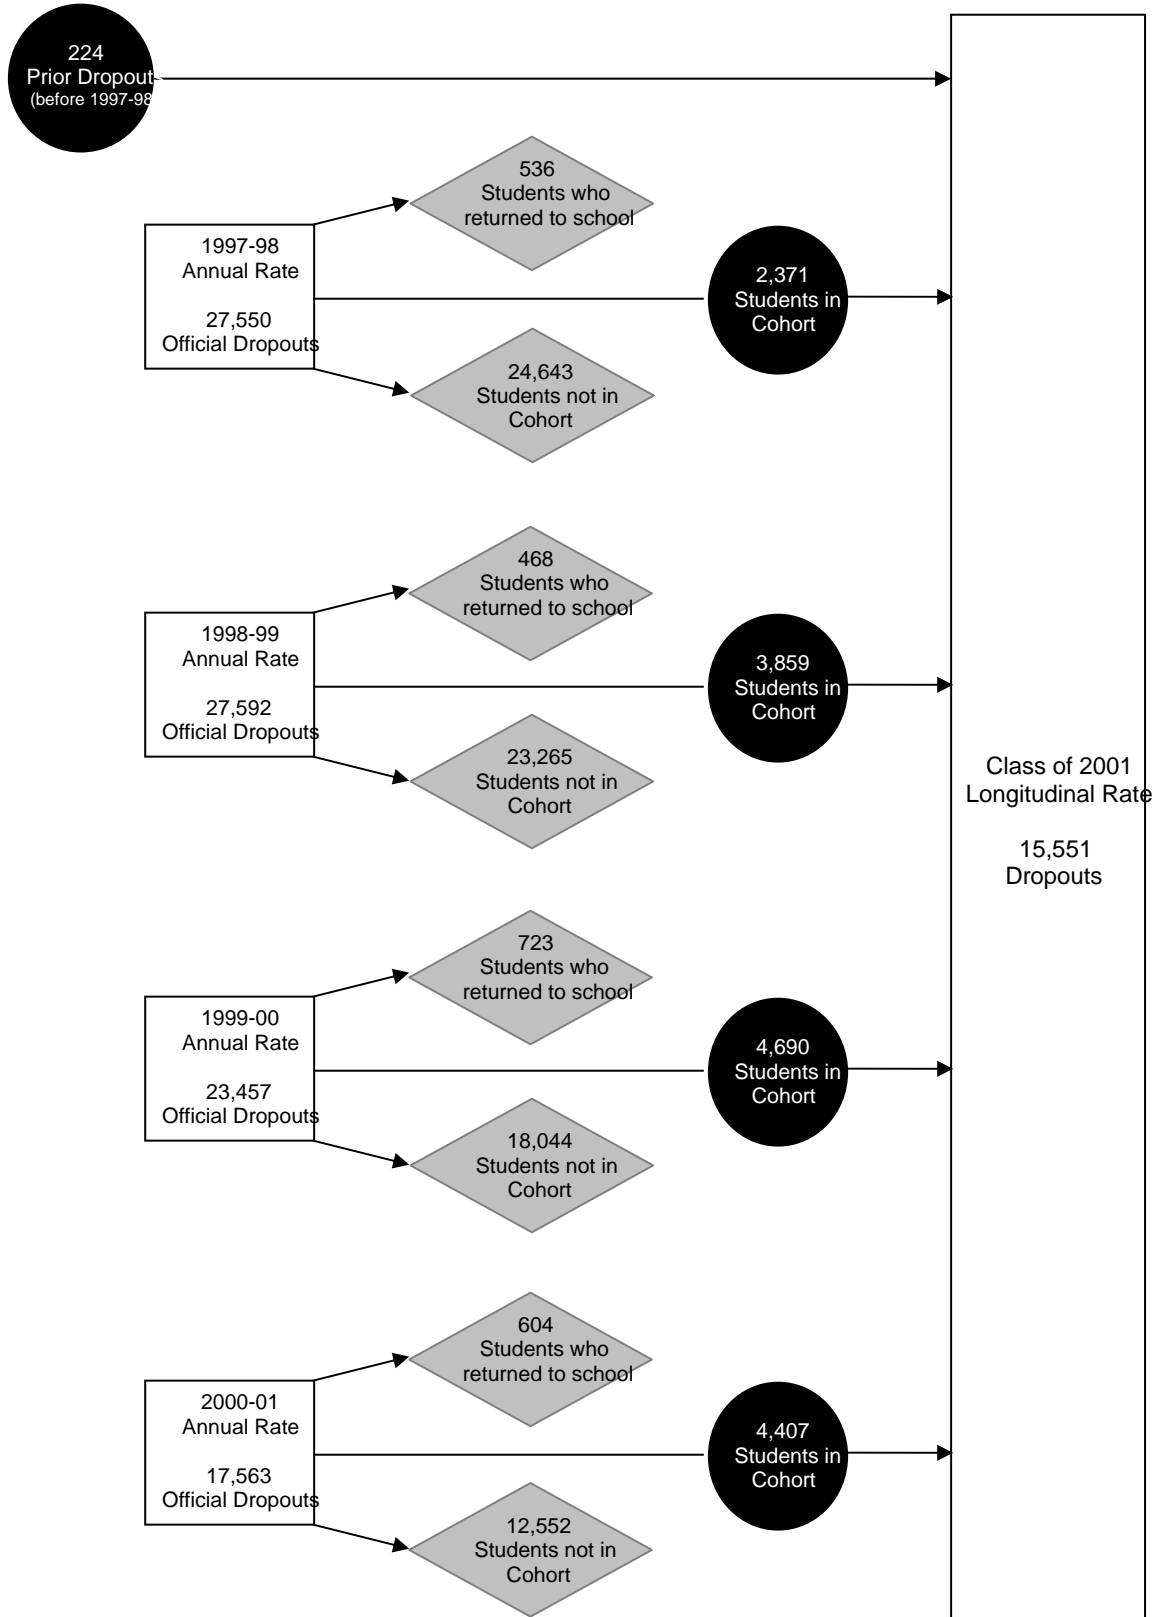 224
Prior Dropouts
(before 1997-98
536
Students who
returned to school
1997-98
Annual Rate
27,550
Official Dropouts
2,371
Students in
Cohort
24,643
Students not in
Cohort
468
Students who
returned to school
1998-99
Annual Rate
27,592
Official Dropouts
3,859
Students in
Cohort
23,265
Students not in
Cohort
Class of 2001
Longitudinal Rate
15,551
Dropouts
723
Students who
returned to school
1999-00
Annual Rate
23,457
Official Dropouts
4,690
Students in
Cohort
18,044
Students not in
Cohort
604
Students who
returned to school
2000-01
Annual Rate
17,563
Official Dropouts
4,407
Students in
Cohort
12,552
Students not in
Cohort